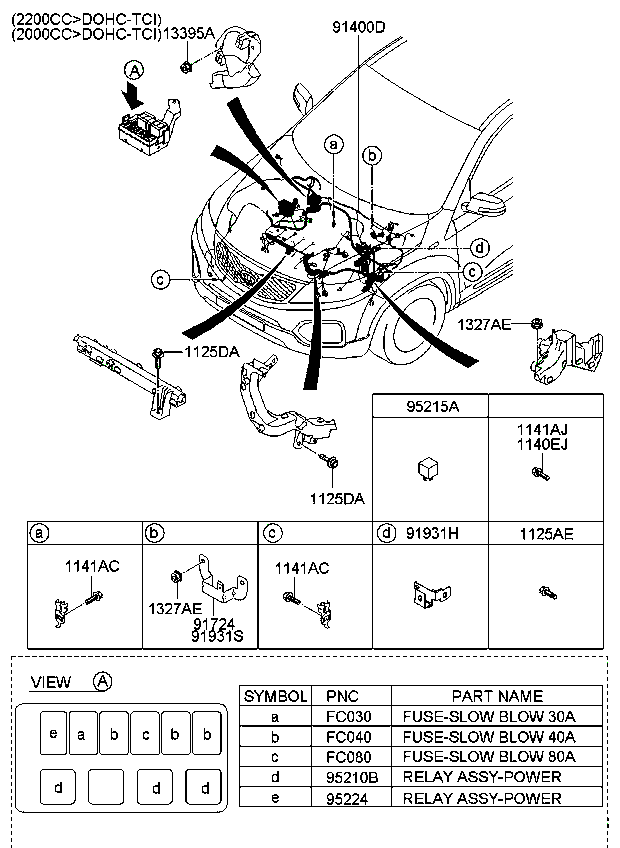 (2200CC>DOHC-TCI)
(2000CC>DOHC-TCI)13395A
91400D
A
a
b
d
c
c
1327AE
1125DA
1125DA
95215A
1141AJ
1140EJ
a
b
c
d 91931H
1125AE
1141AC
1327AE
91724
91931S
1141AC
VIEW A
e a b c b b
d d d
SYMBOL PNC PART NAME
a FC030 FUSE-SLOW BLOW 30A
b FC040 FUSE-SLOW BLOW 40A
c FC080 FUSE-SLOW BLOW 80A
d 95210B RELAY ASSY-POWER
e 95224 RELAY ASSY-POWER